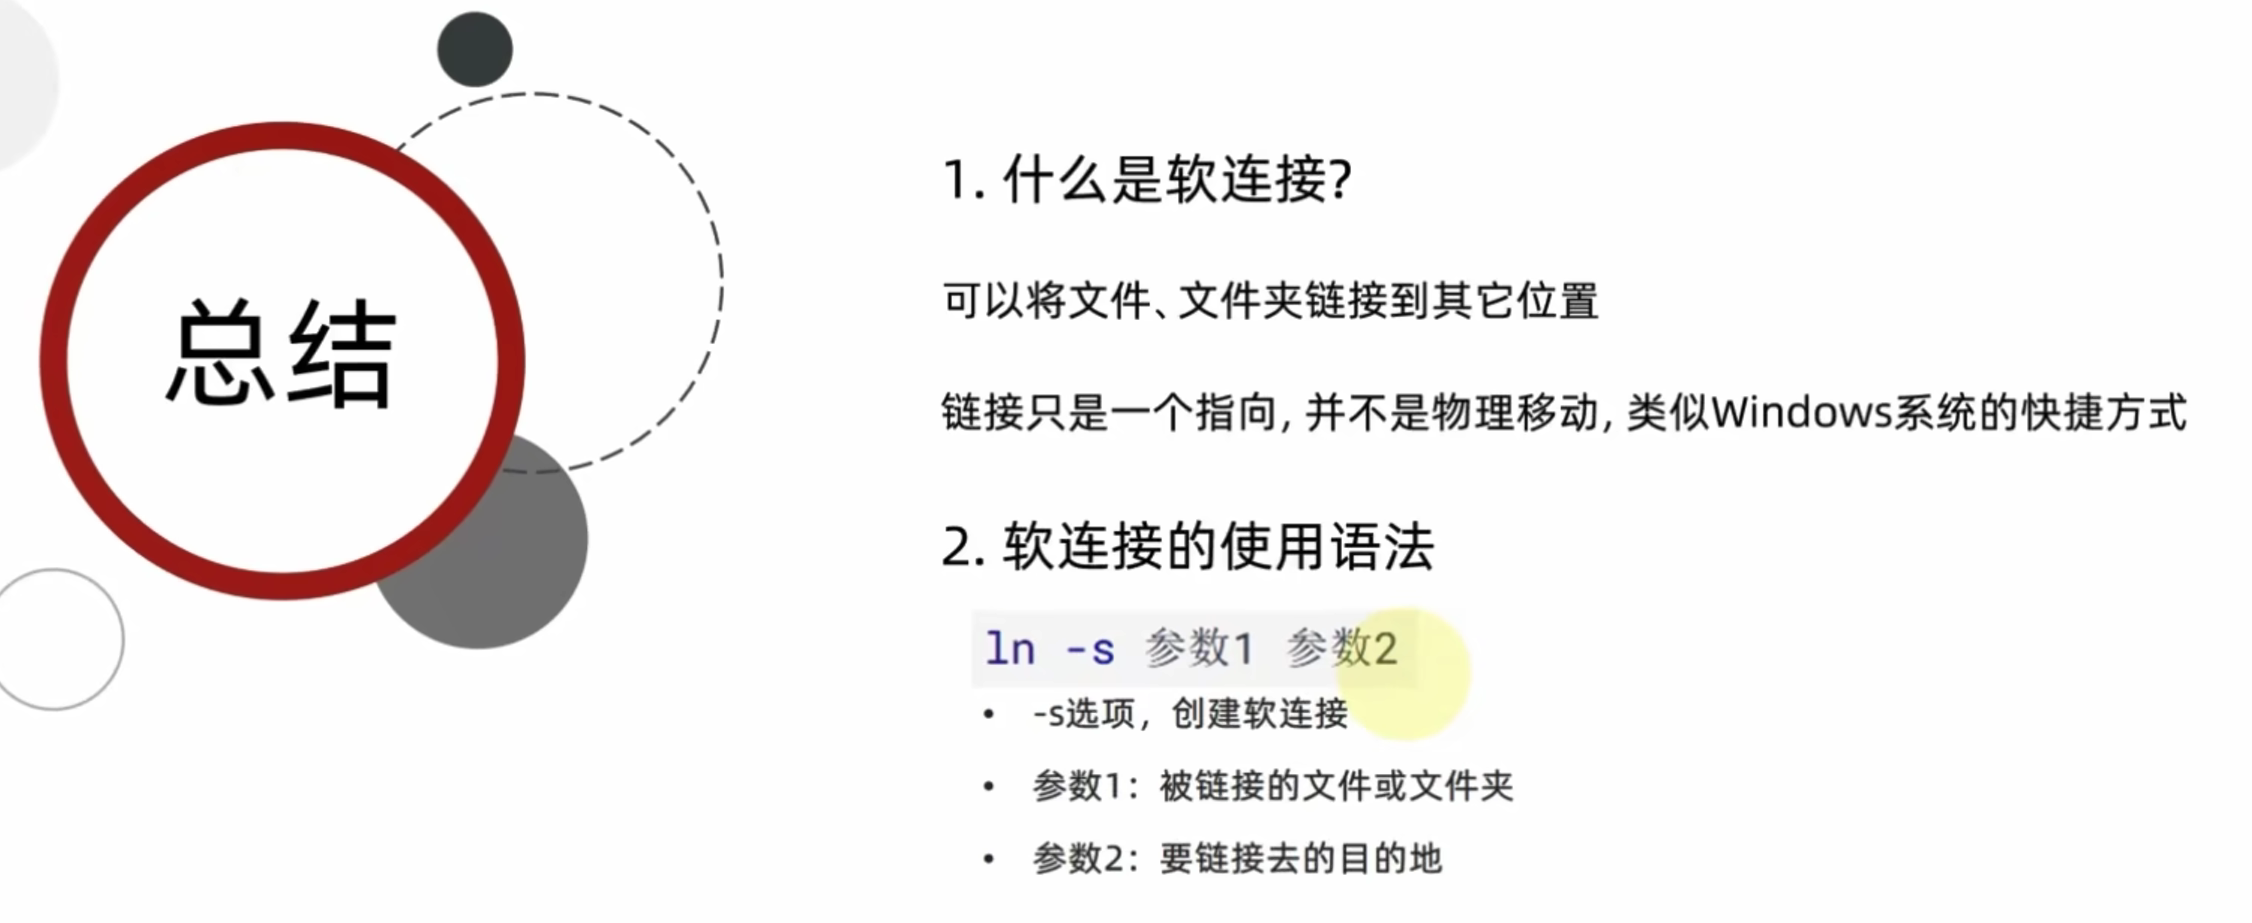 总结
1. 什么是软连接?
可以将文件、文件夹链接到其它位置
链接只是一个指向, 并不是物理移动, 类似Windows系统的快捷方式
2. 软连接的使用语法
ln -s 参数1 参数2
• -s选项，创建软连接
• 参数1：被链接的文件或文件夹
• 参数2：要链接去的目的地